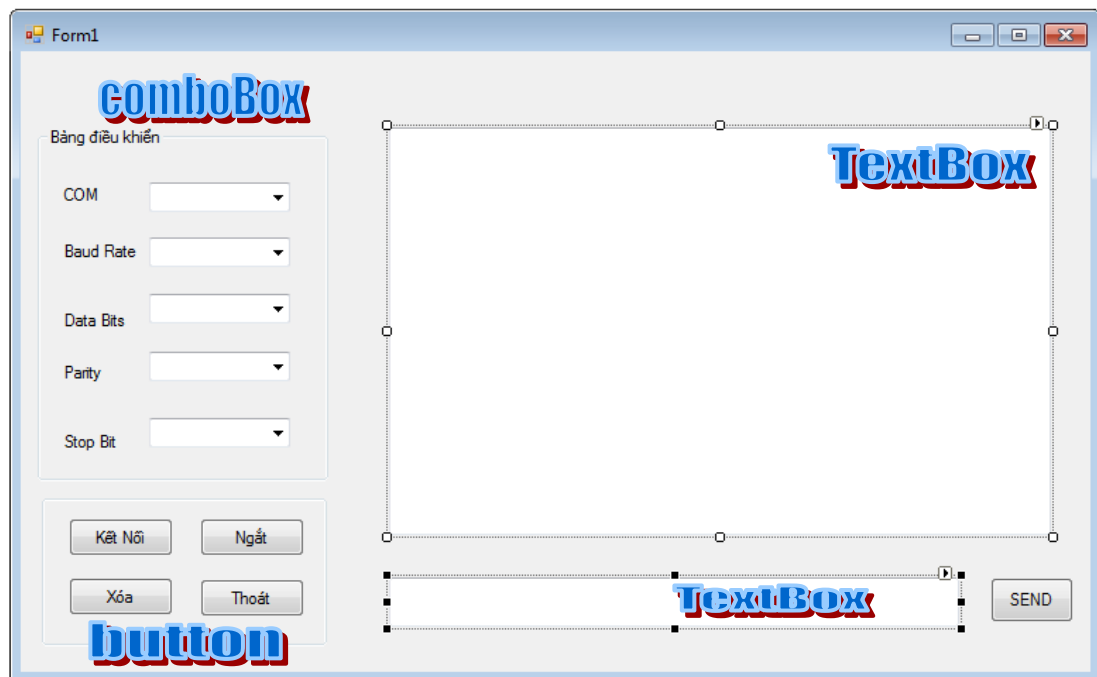 Form1
comboBox
Bảng điều khiển
COM
Baud Rate
Data Bits
Parity
Stop Bit
TextBox
Kết Nối
Ngắt
Xóa
Thoát
button
TextBox
SEND